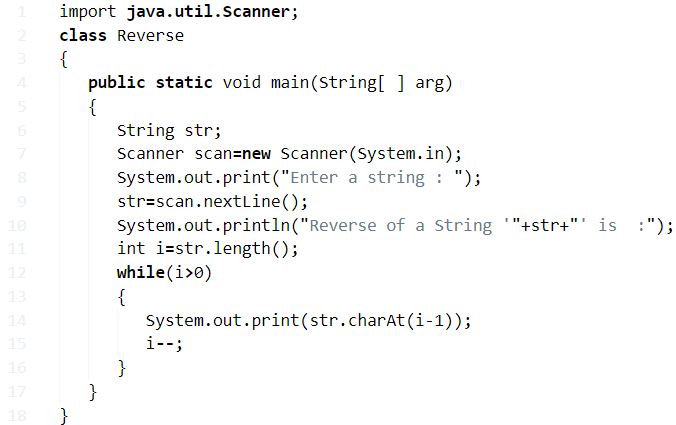 1 import java.util.Scanner;
2 class Reverse
3 {
4 public static void main(String[ ] arg)
5 {
6 String str;
7 Scanner scan=new Scanner(System.in);
8 System.out.print("Enter a string : ");
9 str=scan.nextLine();
10 System.out.println("Reverse of a String '"+str+"' is  :");
11 int i=str.length();
12 while(i>0)
13 {
14 System.out.print(str.charAt(i-1));
15 i--;
16 }
17 }
18 }